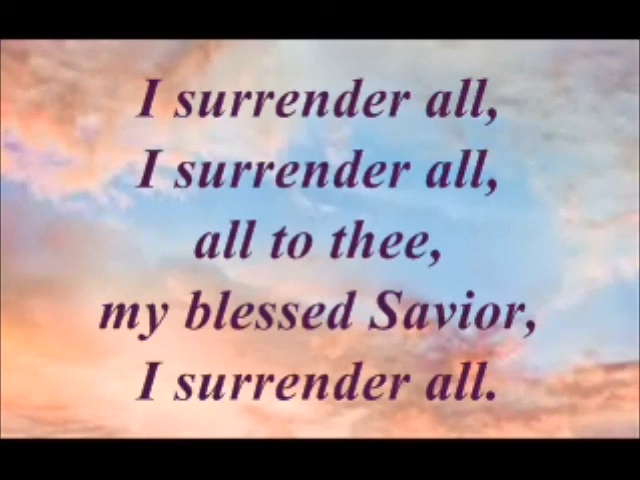 I surrender all,
I surrender all,
all to thee,
my blessed Savior,
I surrender all.